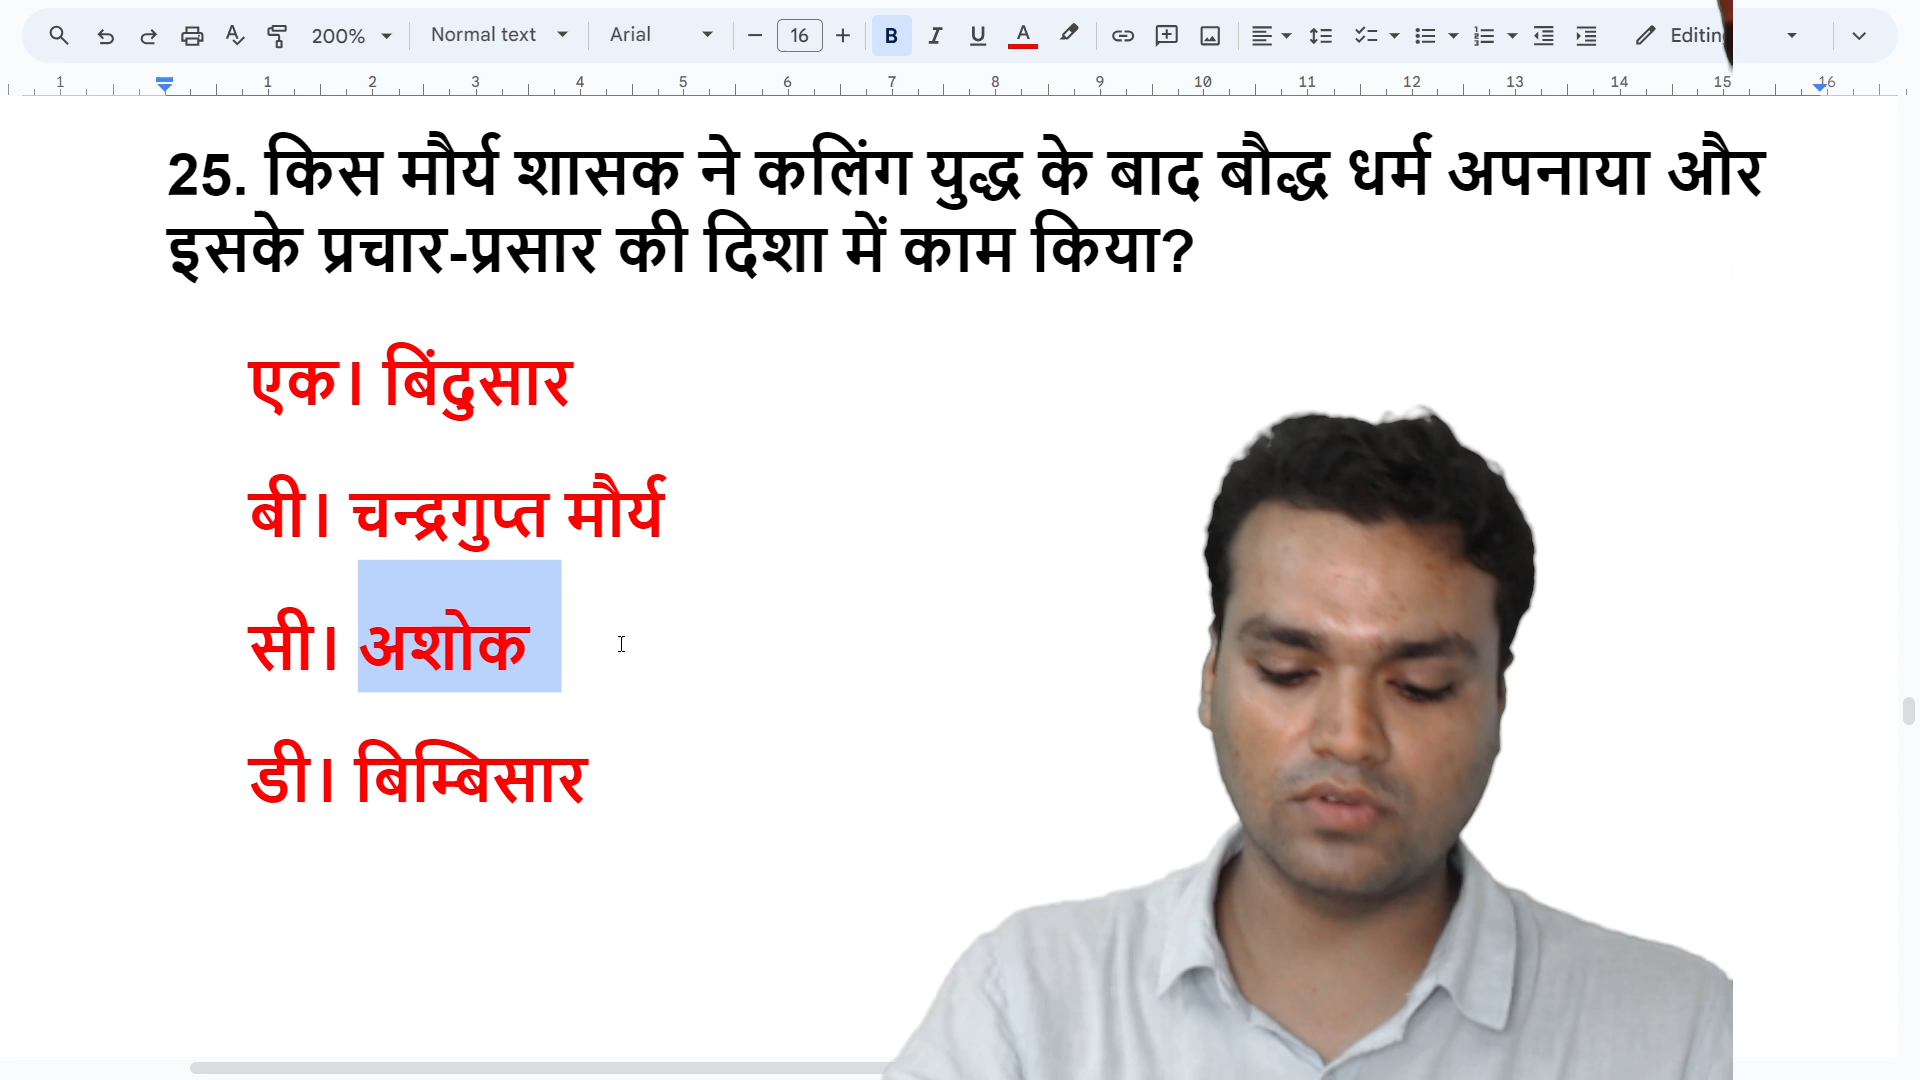 200% Normal text Arial 16 B I U A
1 1 2 3 4 5 6 7 8 9 10 11 12 13 14 15 16
25. किस मौर्य शासक ने कलिंग युद्ध के बाद बौद्ध धर्म अपनाया और
इसके प्रचार-प्रसार की दिशा में काम किया?
एक। बिंदुसार
बी। चन्द्रगुप्त मौर्य
सी। अशोक
डी। बिम्बिसार